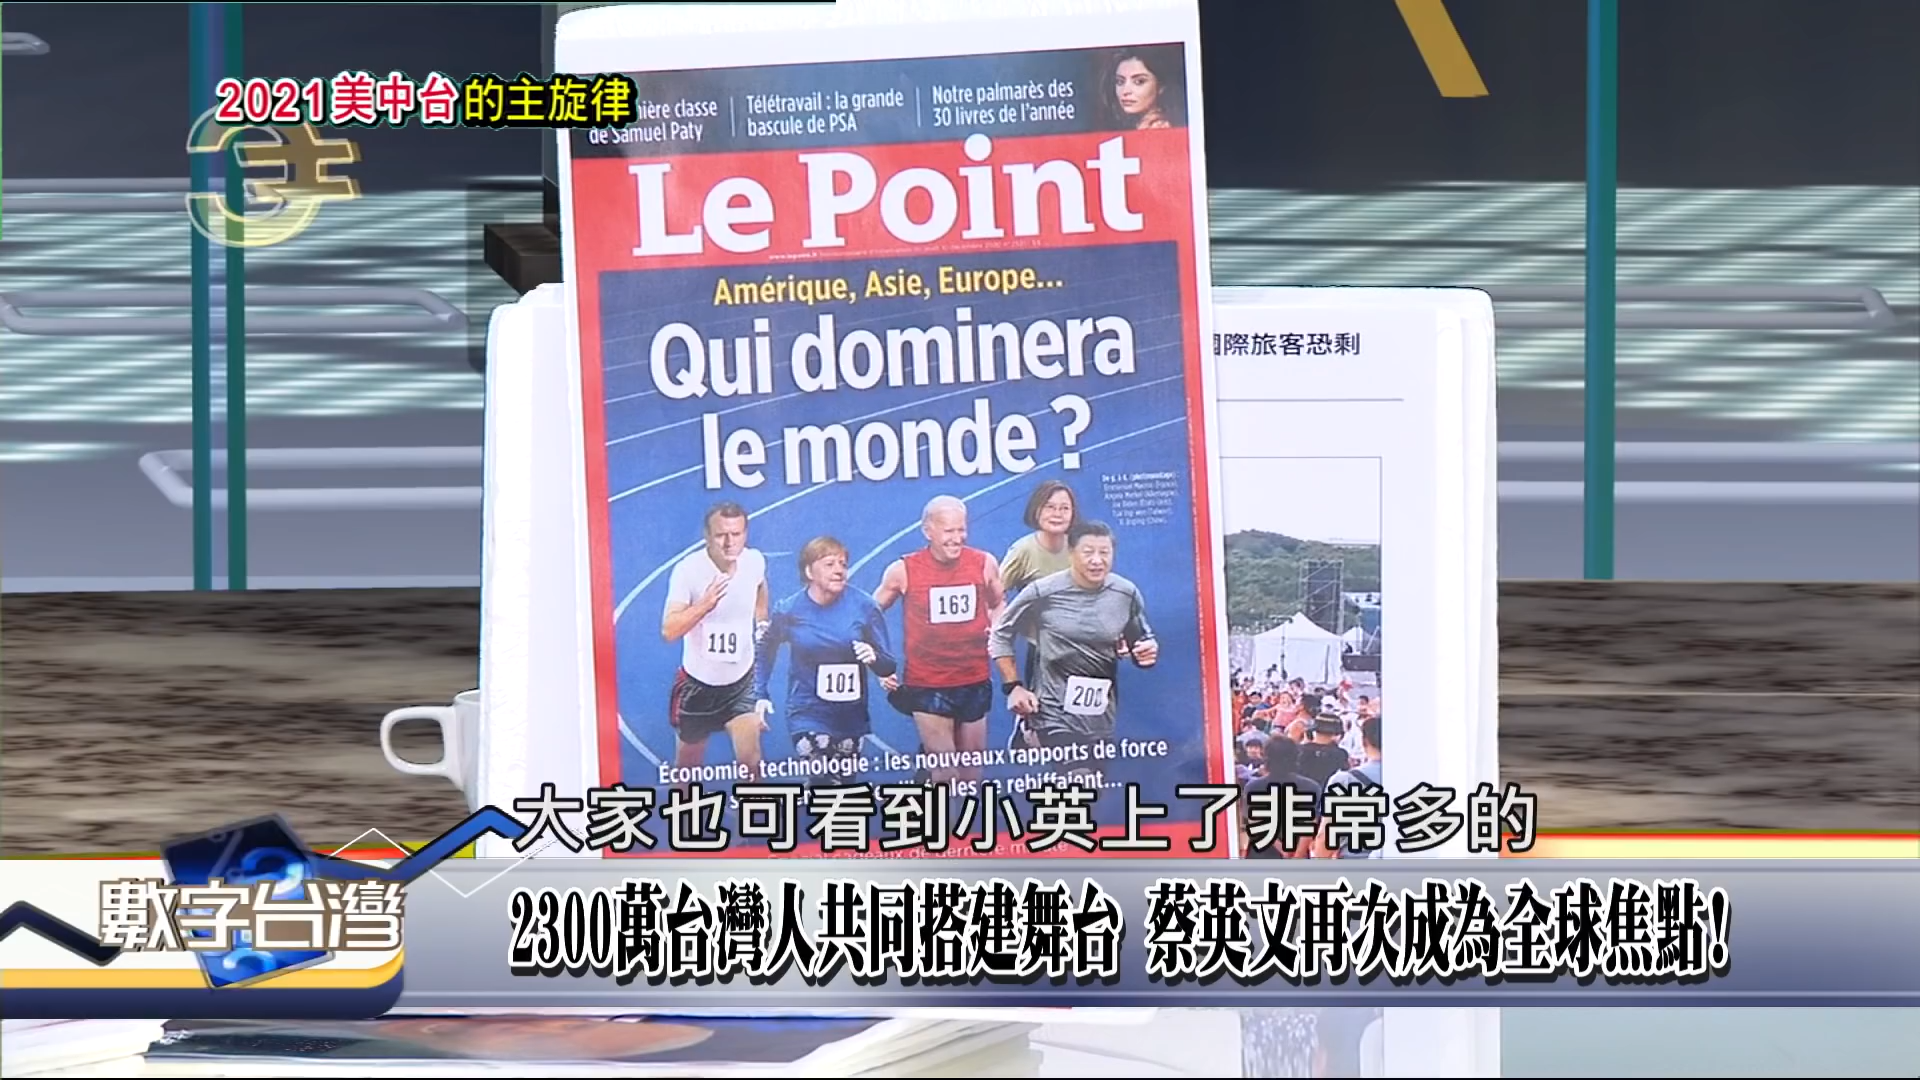 2021美中台的主旋律
ière classe
de Samuel Paty
Télétravail : la grande
bascule de PSA
Notre palmarès des
30 livres de l'année
Le Point
Amérique, Asie, Europe...
Qui dominera
le monde ?
國際旅客恐剩
119
101
163
200
Économie, technologie : les nouveaux rapports de force
大家也可看到小英上了非常多的
數字台灣
2300萬台灣人共同搭建舞台 蔡英文再次成為全球焦點!